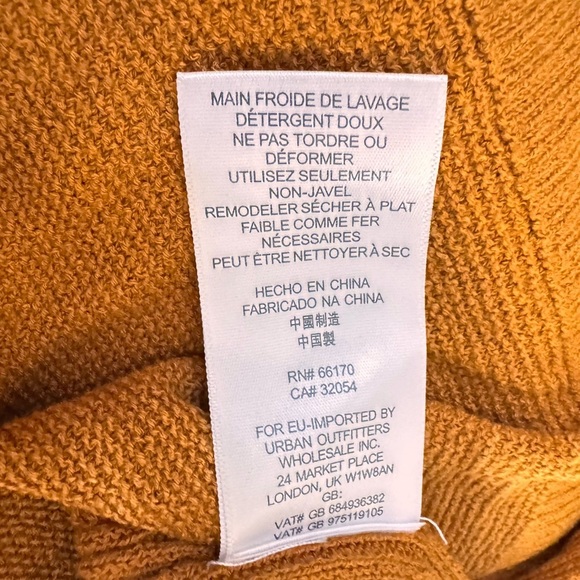 MAIN FROIDE DE LAVAGE
DÉTERGENT DOUX
NE PAS TORDRE OU
DÉFORMER
UTILISEZ SEULEMENT
NON-JAVEL
REMODELER SÉCHER À PLAT
FAIBLE COMME FER
NÉCESSAIRES
PEUT ÊTRE NETTOYER À SEC
HECHO EN CHINA
FABRICADO NA CHINA
中國制造
中国製
RN# 66170
CA# 32054
FOR EU-IMPORTED BY
URBAN OUTFITTERS
WHOLESALE INC.
24 MARKET PLACE
LONDON, UK W1W8AN
GB:
VAT# GB 684936382
VAT# GB 975119105